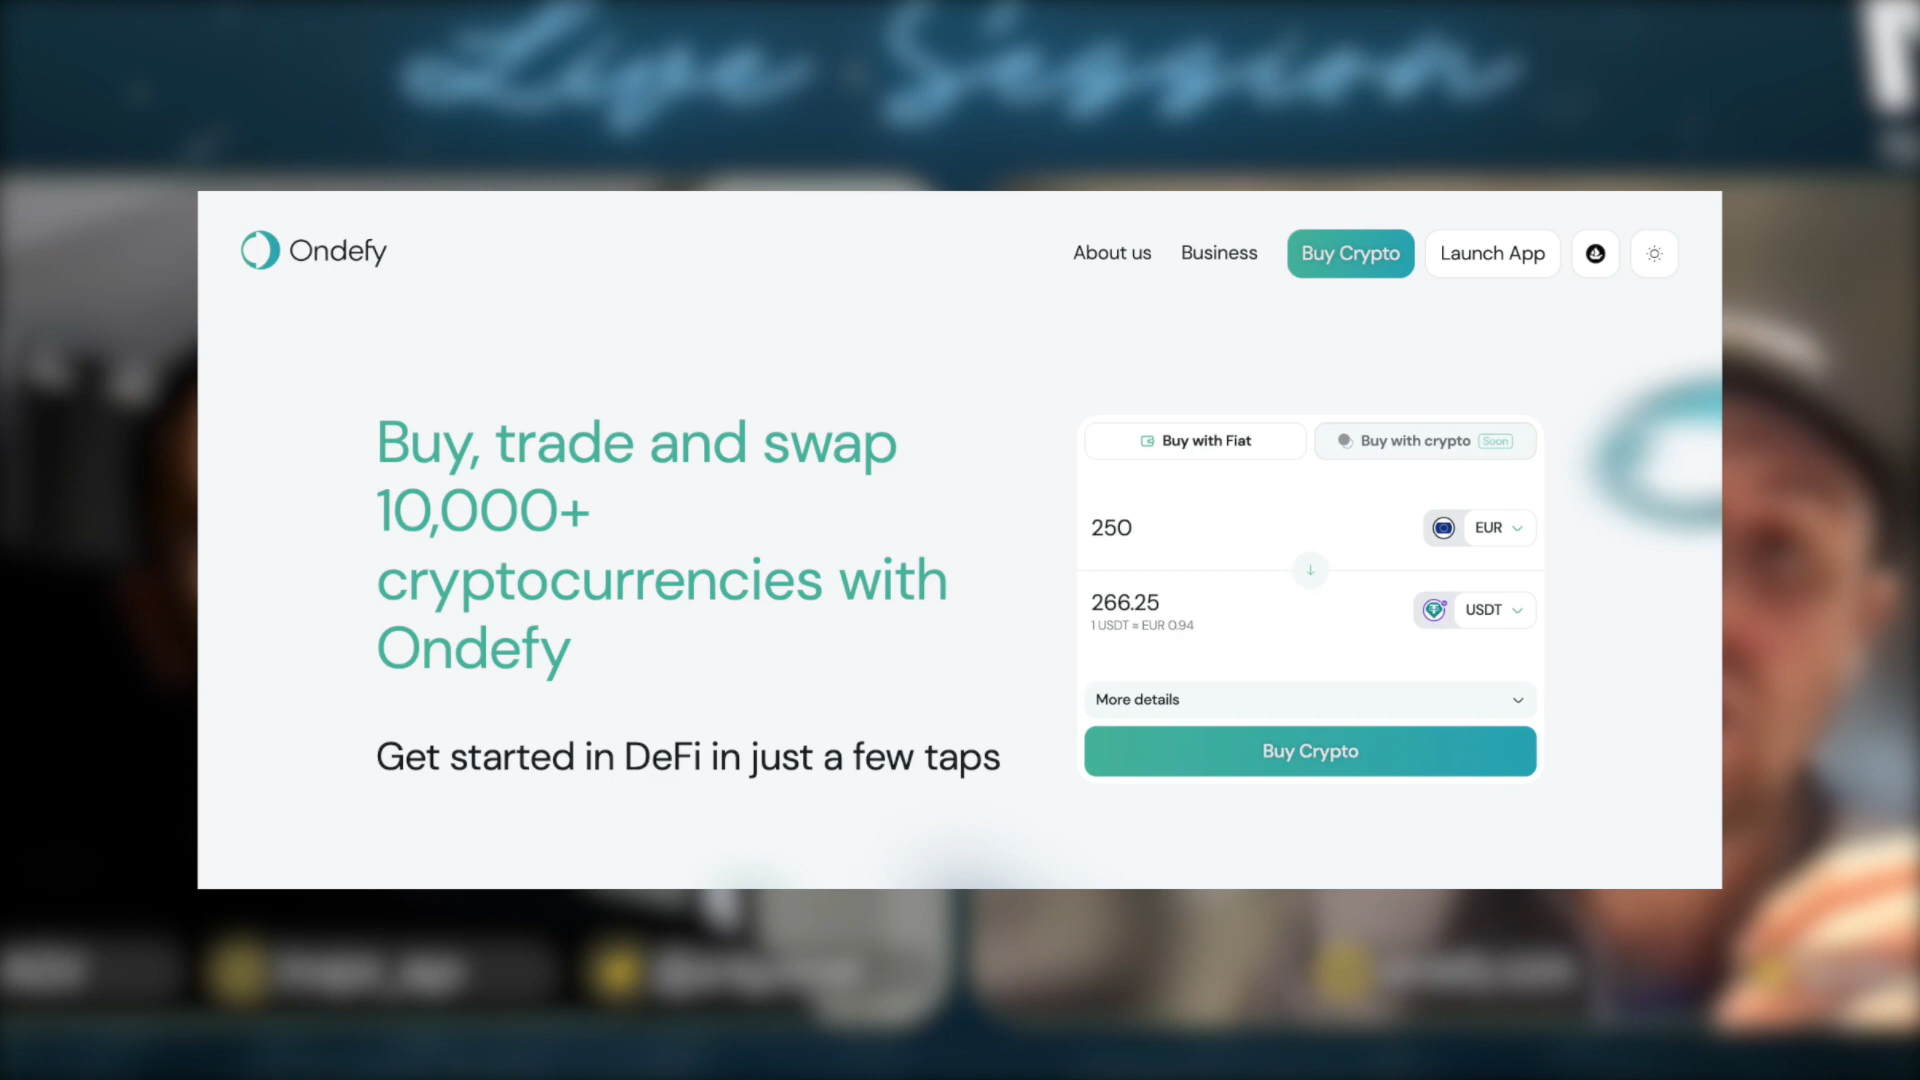 Live Session
Ondefy
About us
Business
Buy Crypto
Launch App
Buy, trade and swap
10,000+
cryptocurrencies with
Ondefy
Get started in DeFi in just a few taps
Buy with Fiat
Buy with crypto Soon
250
EUR
266.25
1 USDT = EUR 0.94
USDT
More details
Buy Crypto